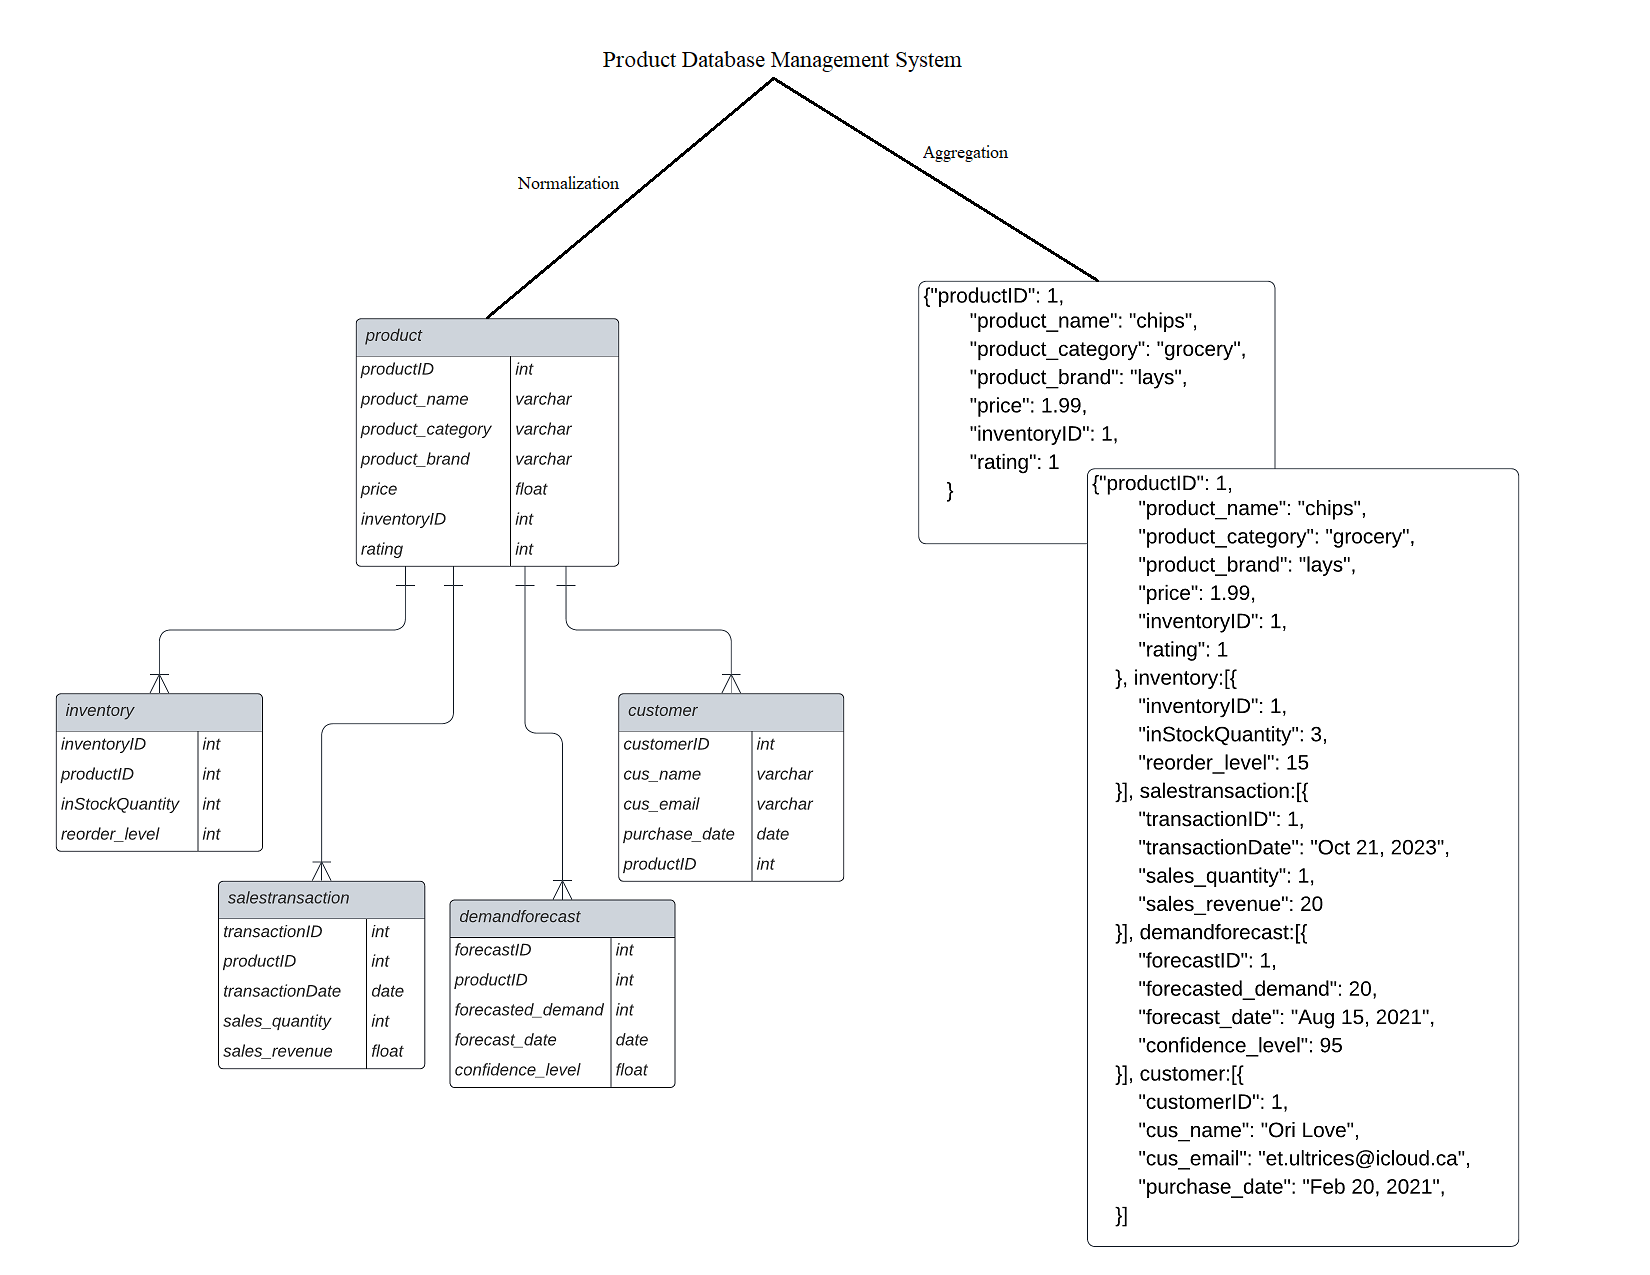 Product Database Management System
Normalization
Aggregation
product
productID int
product_name varchar
product_category varchar
product_brand varchar
price float
inventoryID int
rating int
inventory
inventoryID int
productID int
inStockQuantity int
reorder_level int
salestransaction
transactionID int
productID int
transactionDate date
sales_quantity int
sales_revenue float
demandforecast
forecastID int
productID int
forecasted_demand int
forecast_date date
confidence_level float
customer
customerID int
cus_name varchar
cus_email varchar
purchase_date date
productID int
{"productID": 1,
"product_name": "chips",
"product_category": "grocery",
"product_brand": "lays",
"price": 1.99,
"inventoryID": 1,
"rating": 1
}
{"productID": 1,
"product_name": "chips",
"product_category": "grocery",
"product_brand": "lays",
"price": 1.99,
"inventoryID": 1,
"rating": 1
}, inventory:[{
"inventoryID": 1,
"inStockQuantity": 3,
"reorder_level": 15
}], salestransaction:[{
"transactionID": 1,
"transactionDate": "Oct 21, 2023",
"sales_quantity": 1,
"sales_revenue": 20
}], demandforecast:[{
"forecastID": 1,
"forecasted_demand": 20,
"forecast_date": "Aug 15, 2021",
"confidence_level": 95
}], customer:[{
"customerID": 1,
"cus_name": "Ori Love",
"cus_email": "et.ultrices@icloud.ca",
"purchase_date": "Feb 20, 2021",
}]